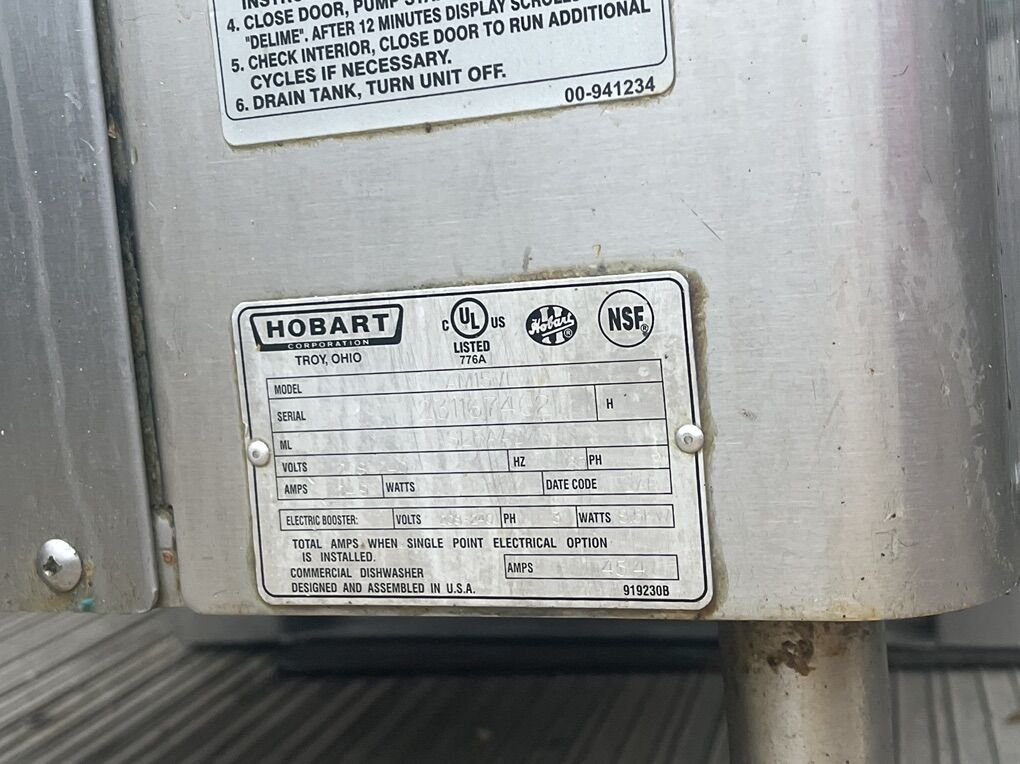 4. CLOSE DOOR, PUMP
"DELIME". AFTER 12 MINUTES DISPLAY
5. CHECK INTERIOR, CLOSE DOOR TO RUN ADDITIONAL
CYCLES IF NECESSARY.
6. DRAIN TANK, TURN UNIT OFF.
00-941234
HOBART
CORPORATION
TROY, OHIO
C UL US
LISTED
776A
Hobart
NSF
MODEL
SERIAL H
ML
VOLTS HZ PH
AMPS WATTS DATE CODE
ELECTRIC BOOSTER: VOLTS PH 3 WATTS
TOTAL AMPS WHEN SINGLE POINT ELECTRICAL OPTION
IS INSTALLED.
COMMERCIAL DISHWASHER AMPS 45.4
DESIGNED AND ASSEMBLED IN U.S.A. 919230B